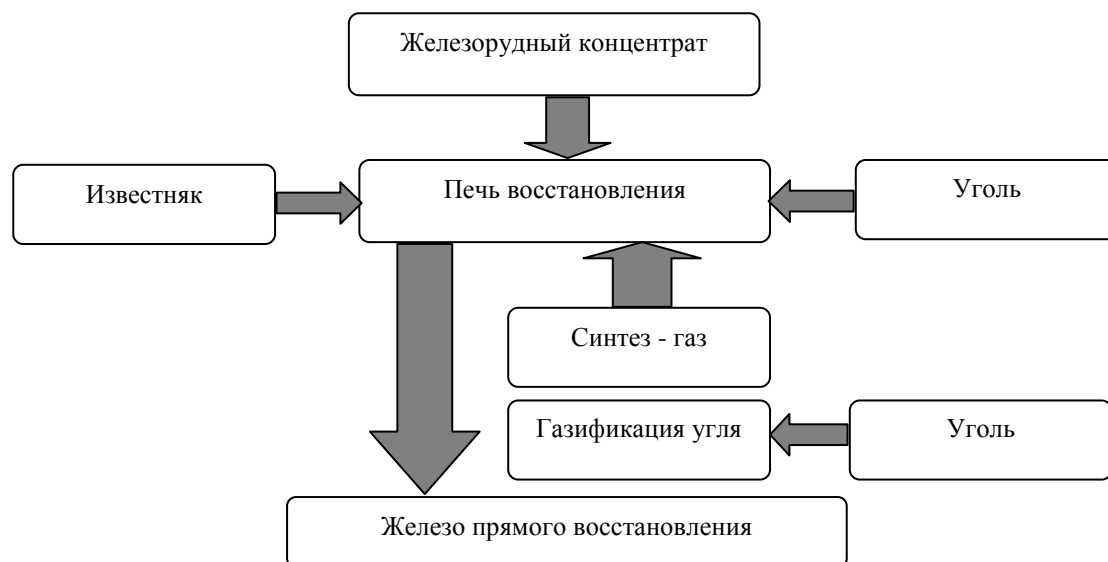 Железорудный концентрат
Известняк
Печь восстановления
Уголь
Синтез - газ
Газификация угля
Уголь
Железо прямого восстановления